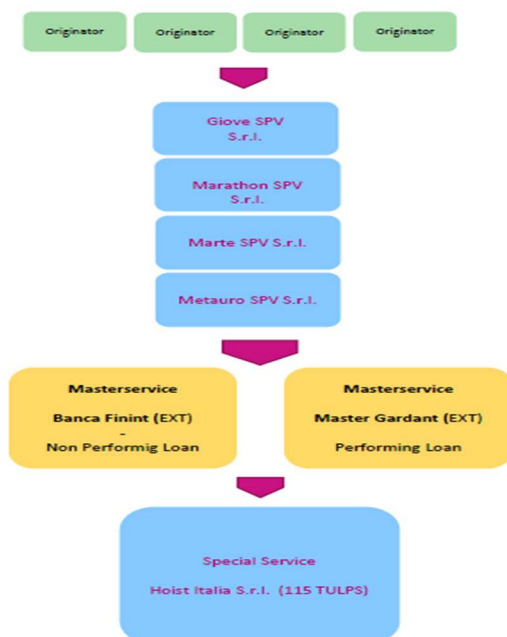 Originator
Originator
Originator
Originator
Giove SPV
S.r.l.
Marathon SPV
S.r.l.
Marte SPV S.r.l.
Metauro SPV S.r.l.
Masterservice
Banca Finint (EXT)
-
Non Performig Loan
Masterservice
Master Gardant (EXT)
Performing Loan
Special Service
Hoist Italia S.r.l. (115 TULPS)